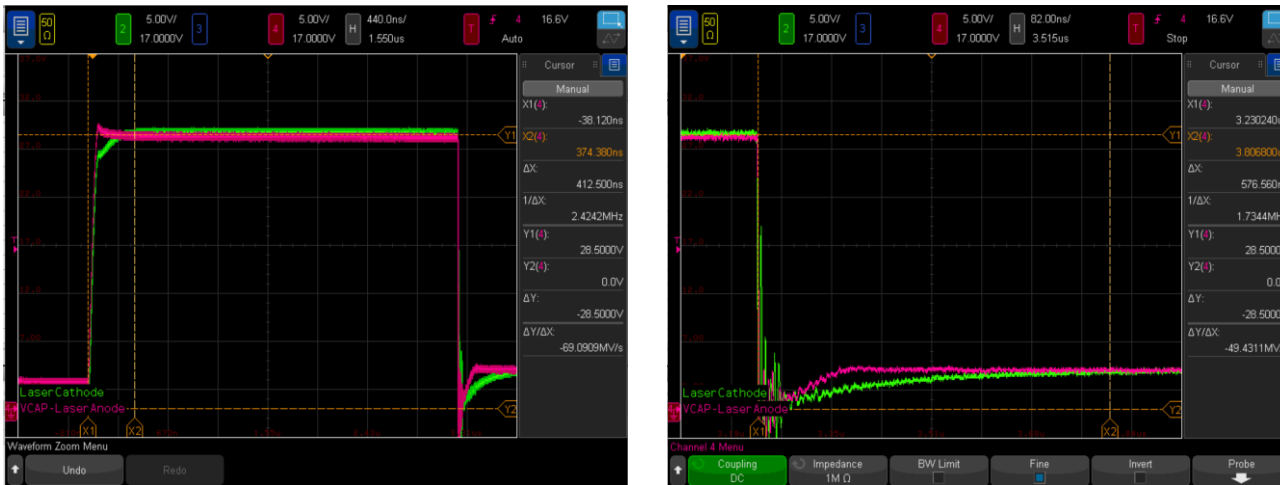 50 Ω 2 5.00V/ 17.0000V 3 4 5.00V/ 17.0000V H 440.0ns/ 1.550us T 4 16.6V Auto
Cursor
Manual
X1(4):
-38.120ns
X2(4):
374.380ns
ΔX:
412.500ns
1/ΔX:
2.4242MHz
Y1(4):
28.5000V
Y2(4):
0.0V
ΔY:
-28.5000V
ΔY/ΔX:
-69.0909MV/s
Y1
Laser Cathode
VCAP - Laser Anode
Y2
X1 X2
Waveform Zoom Menu
Undo Redo
50 Ω 2 5.00V/ 17.0000V 3 4 5.00V/ 17.0000V H 82.00ns/ 3.515us T 4 16.6V Stop
Cursor
Manual
X1(4):
3.230240u
X2(4):
3.806800
ΔX:
576.560n
1/ΔX:
1.7344MH
Y1(4):
28.5000
Y2(4):
0.0
ΔY:
-28.5000
ΔY/ΔX:
-49.4311MV
Y1
Laser Cathode
VCAP - Laser Anode
Y2
X1 X2
Channel 4 Menu
Coupling DC Impedance 1M Ω BW Limit Fine Invert Probe